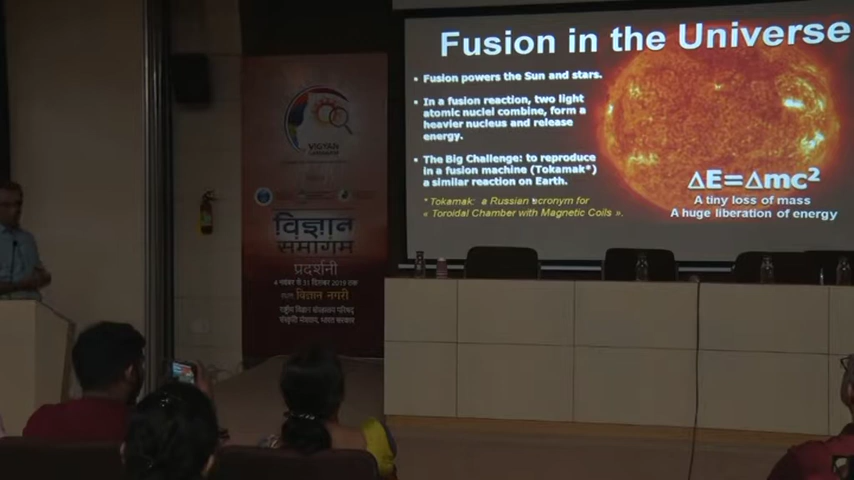 Fusion in the Universe
▪ Fusion powers the Sun and stars.
▪ In a fusion reaction, two light
atomic nuclei combine, form a
heavier nucleus and release
energy.
▪ The Big Challenge: to reproduce
in a fusion machine (Tokamak*)
a similar reaction on Earth.
* Tokamak: a Russian acronym for
« Toroidal Chamber with Magnetic Coils ».
ΔE=Δmc²
A tiny loss of mass
A huge liberation of energy
VIGYAN
विज्ञान
समागम
प्रदर्शनी
विज्ञान नगरी